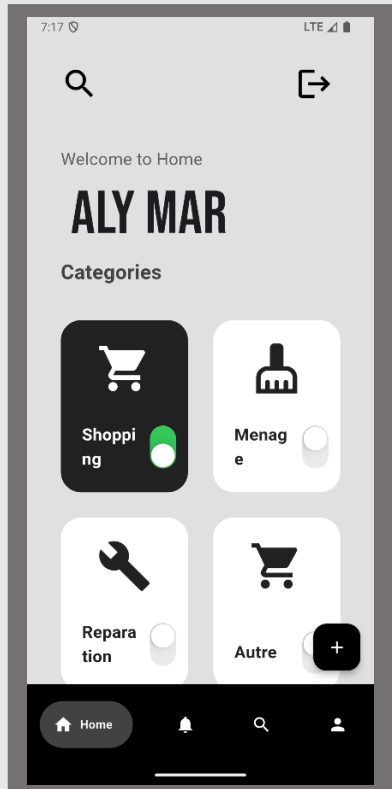 7:17
LTE
Welcome to Home
ALY MAR
Categories
Shoppi
ng
Menag
e
Repara
tion
Autre
+
Home